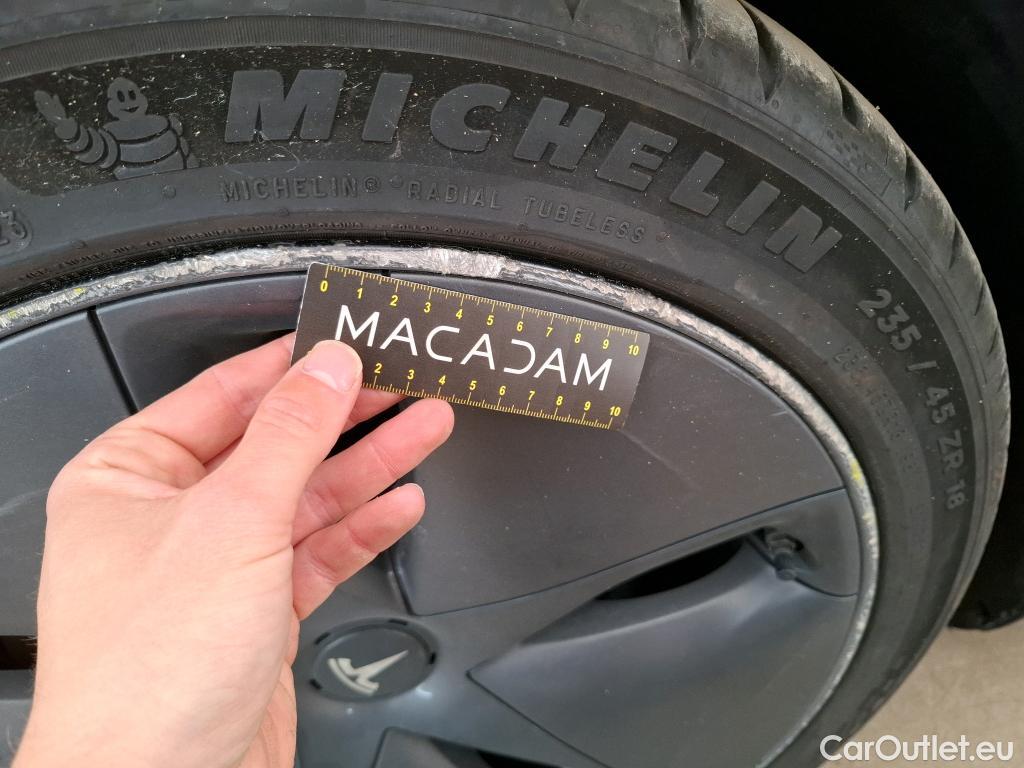 MICHELIN
MICHELIN® RADIAL TUBELESS
23
235 / 45 ZR 18
0 1 2 3 4 5 6 7 8 9 10
MACADAM
2 3 4 5 6 7 8 9 10
CarOutlet.eu